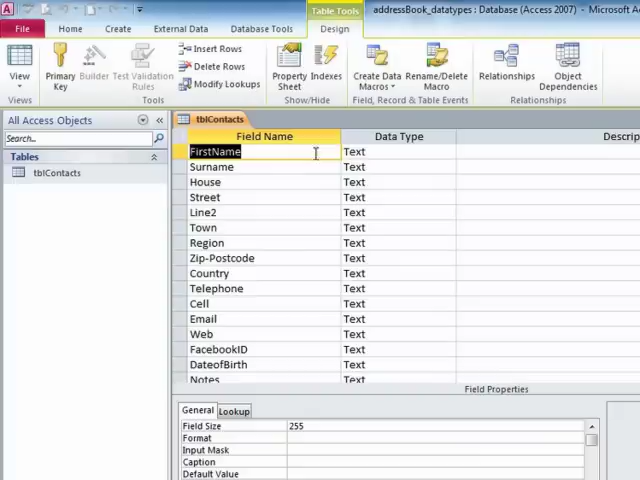 Table Tools
addressBook_datatypes : Database (Access 2007) - Microsoft Ac
File Home Create External Data Database Tools Design
View
Primary Key
Builder
Test Validation Rules
Insert Rows
Delete Rows
Modify Lookups
Property Sheet
Indexes
Create Data Macros
Rename/Delete Macro
Relationships
Object Dependencies
Views Tools Show/Hide Field, Record & Table Events Relationships
All Access Objects
Search...
Tables
tblContacts
tblContacts
Field Name Data Type Descrip
FirstName Text
Surname Text
House Text
Street Text
Line2 Text
Town Text
Region Text
Zip-Postcode Text
Country Text
Telephone Text
Cell Text
Email Text
Web Text
FacebookID Text
DateofBirth Text
Notes Text
Field Properties
General Lookup
Field Size 255
Format
Input Mask
Caption
Default Value